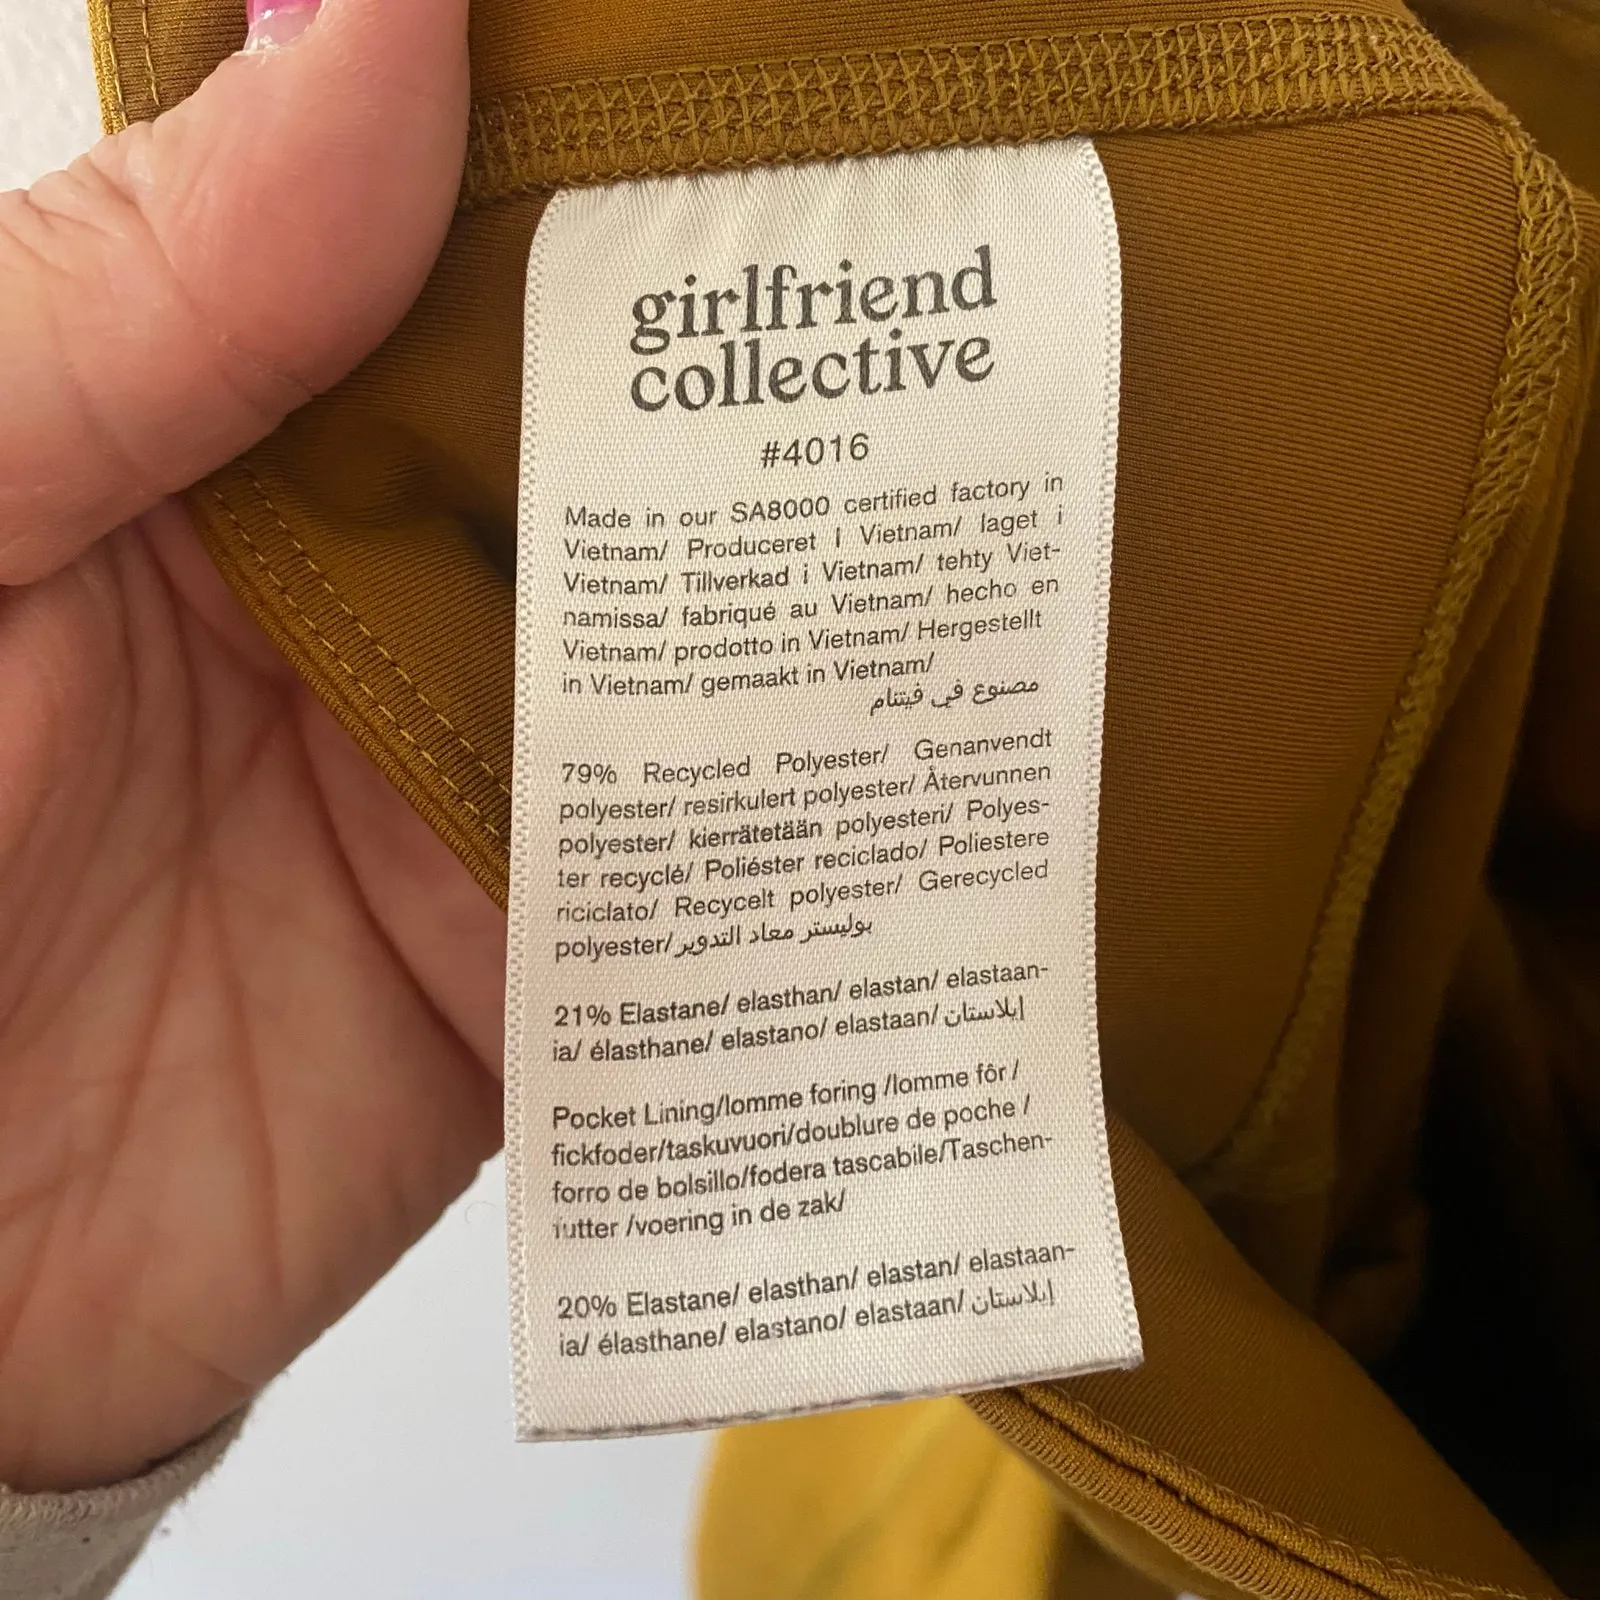 girlfriend
collective
#4016
Made in our SA8000 certified factory in
Vietnam/ Produceret I Vietnam/ laget i
Vietnam/ Tillverkad i Vietnam/ tehty Viet-
namissa/ fabriqué au Vietnam/ hecho en
Vietnam/ prodotto in Vietnam/ Hergestellt
in Vietnam/ gemaakt in Vietnam/
مصنوع في فيتنام
79% Recycled Polyester/ Genanvendt
polyester/ resirkulert polyester/ Återvunnen
polyester/ kierrätetään polyesteri/ Polyes-
ter recyclé/ Poliéster reciclado/ Poliestere
riciclato/ Recycelt polyester/ Gerecycled
polyester/ بوليستر معاد التدوير
21% Elastane/ elasthan/ elastan/ elastaan-
ia/ élasthane/ elastano/ elastaan/ إيلاستان
Pocket Lining/lomme foring /lomme fôr /
fickfoder/taskuvuori/doublure de poche /
forro de bolsillo/fodera tascabile/Taschen-
futter /voering in de zak/
20% Elastane/ elasthan/ elastan/ elastaan-
ia/ élasthane/ elastano/ elastaan/ إيلاستان